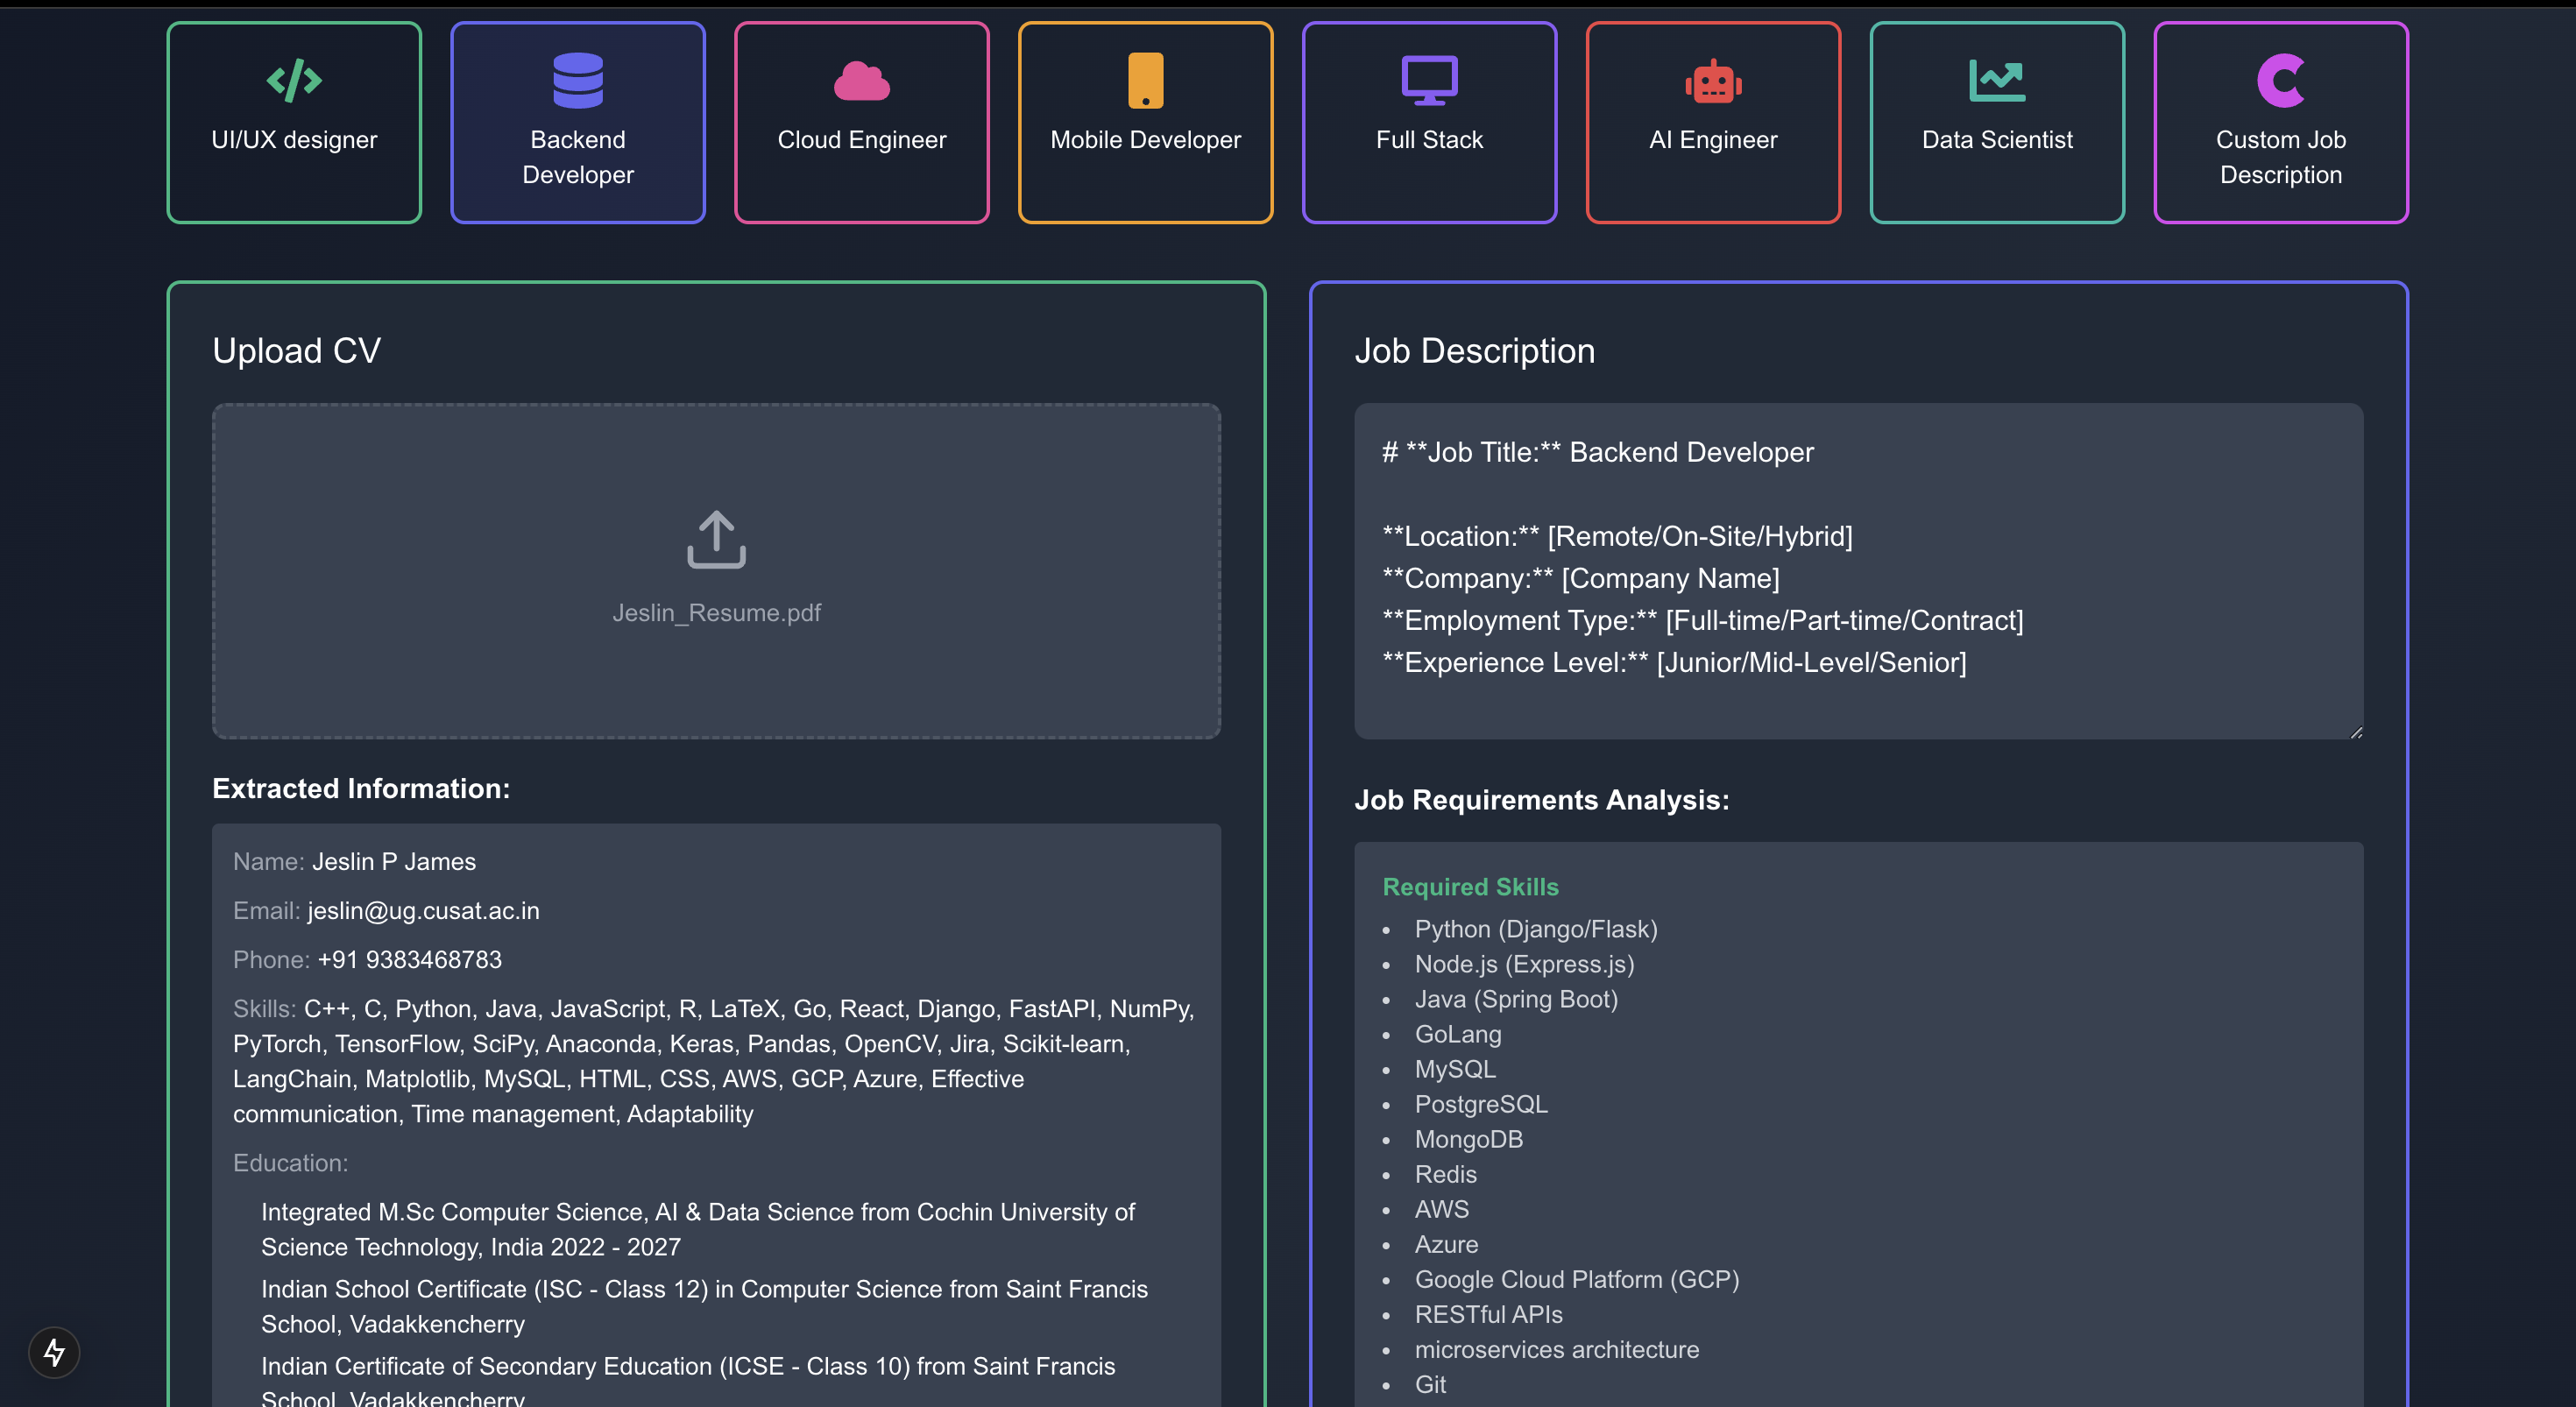 UI/UX designer
Backend
Developer
Cloud Engineer
Mobile Developer
Full Stack
AI Engineer
Data Scientist
Custom Job
Description
Upload CV
Jeslin_Resume.pdf
Extracted Information:
Name: Jeslin P James
Email: jeslin@ug.cusat.ac.in
Phone: +91 9383468783
Skills: C++, C, Python, Java, JavaScript, R, LaTeX, Go, React, Django, FastAPI, NumPy,
PyTorch, TensorFlow, SciPy, Anaconda, Keras, Pandas, OpenCV, Jira, Scikit-learn,
LangChain, Matplotlib, MySQL, HTML, CSS, AWS, GCP, Azure, Effective
communication, Time management, Adaptability
Education:
Integrated M.Sc Computer Science, AI & Data Science from Cochin University of
Science Technology, India 2022 - 2027
Indian School Certificate (ISC - Class 12) in Computer Science from Saint Francis
School, Vadakkencherry
Indian Certificate of Secondary Education (ICSE - Class 10) from Saint Francis
School, Vadakkencherry
Job Description
# **Job Title:** Backend Developer
**Location:** [Remote/On-Site/Hybrid]
**Company:** [Company Name]
**Employment Type:** [Full-time/Part-time/Contract]
**Experience Level:** [Junior/Mid-Level/Senior]
Job Requirements Analysis:
Required Skills
• Python (Django/Flask)
• Node.js (Express.js)
• Java (Spring Boot)
• GoLang
• MySQL
• PostgreSQL
• MongoDB
• Redis
• AWS
• Azure
• Google Cloud Platform (GCP)
• RESTful APIs
• microservices architecture
• Git